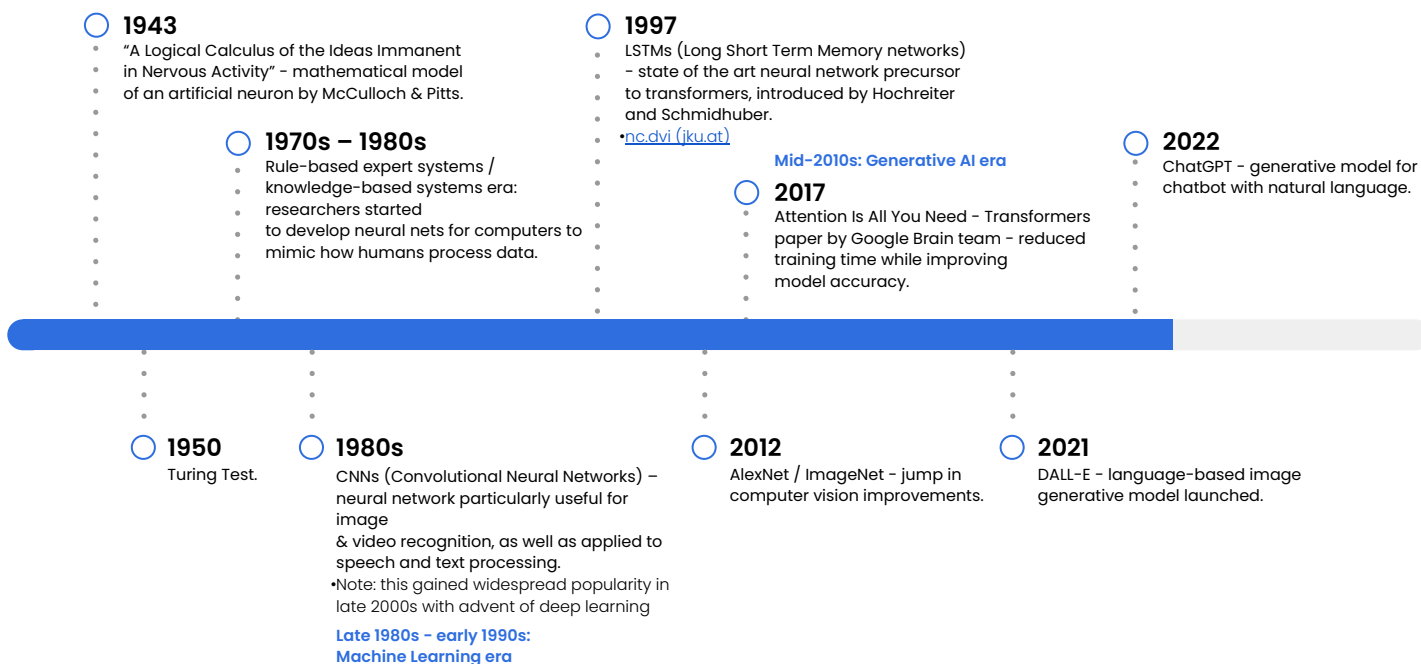 1943
“A Logical Calculus of the Ideas Immanent
in Nervous Activity” - mathematical model
of an artificial neuron by McCulloch & Pitts.
1970s – 1980s
Rule-based expert systems /
knowledge-based systems era:
researchers started
to develop neural nets for computers to
mimic how humans process data.
1997
LSTMs (Long Short Term Memory networks)
- state of the art neural network precursor
to transformers, introduced by Hochreiter
and Schmidhuber.
•nc.dvi (jku.at)
Mid-2010s: Generative AI era
2017
Attention Is All You Need - Transformers
paper by Google Brain team - reduced
training time while improving
model accuracy.
2022
ChatGPT - generative model for
chatbot with natural language.
1950
Turing Test.
1980s
CNNs (Convolutional Neural Networks) –
neural network particularly useful for
image
& video recognition, as well as applied to
speech and text processing.
•Note: this gained widespread popularity in
late 2000s with advent of deep learning
Late 1980s - early 1990s:
Machine Learning era
2012
AlexNet / ImageNet - jump in
computer vision improvements.
2021
DALL-E - language-based image
generative model launched.